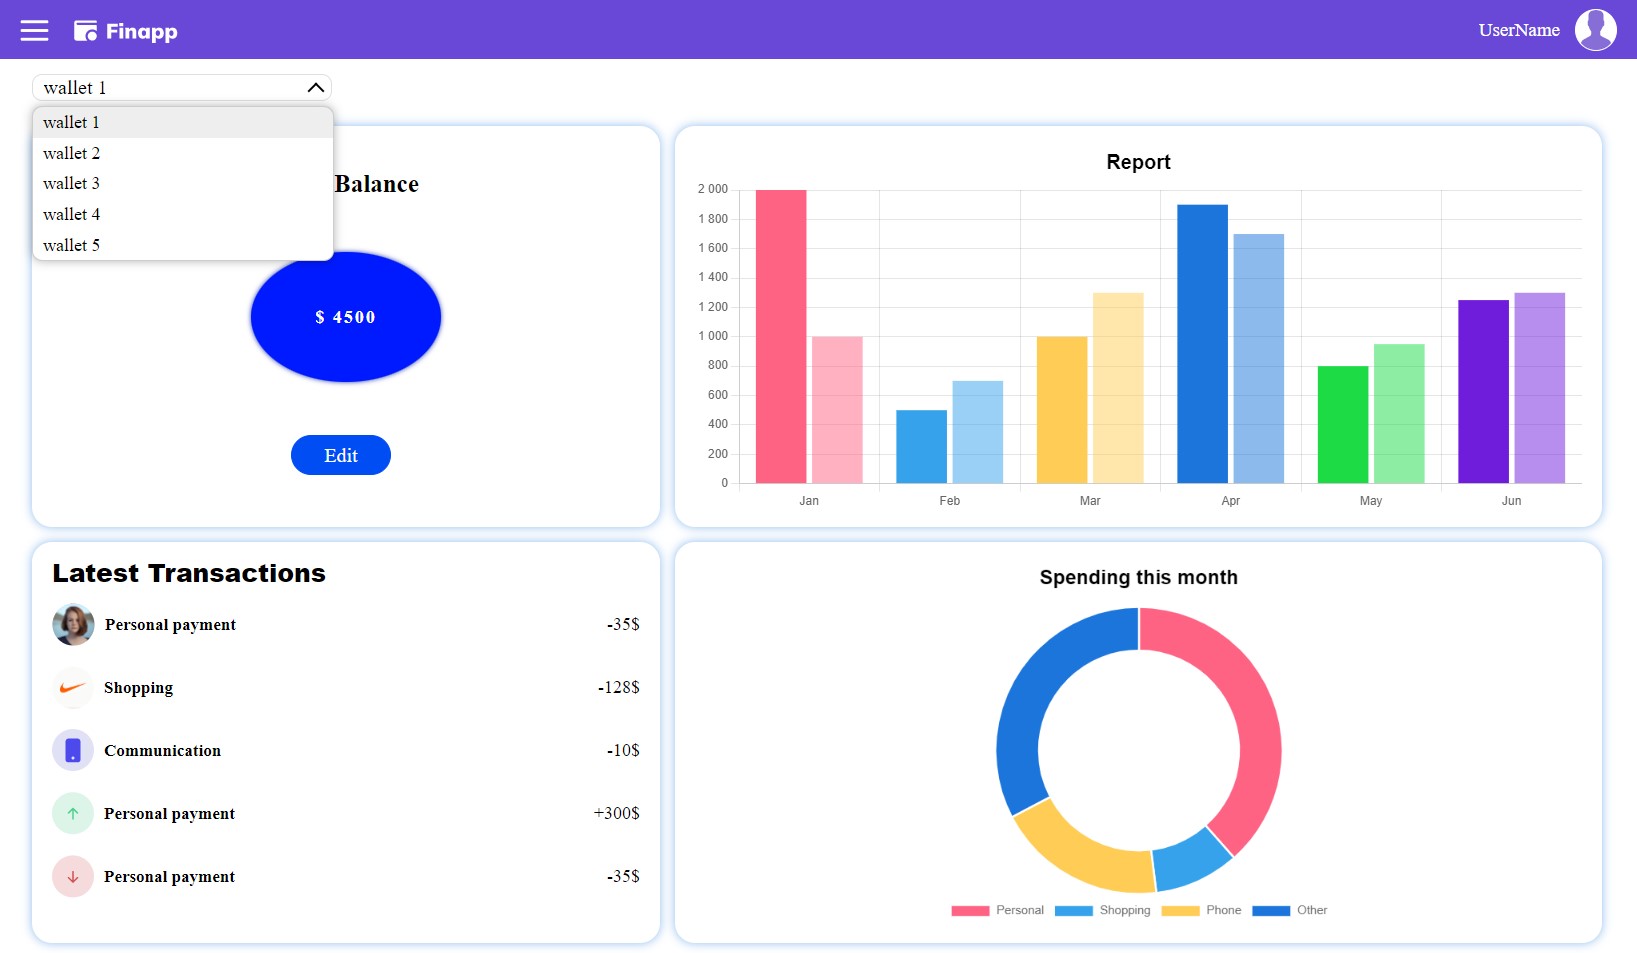 Finapp
UserName
wallet 1
wallet 1
wallet 2
wallet 3
wallet 4
wallet 5
Balance
$ 4500
Edit
Report
2 000
1 800
1 600
1 400
1 200
1 000
800
600
400
200
0
Jan Feb Mar Apr May Jun
Latest Transactions
Personal payment -35$
Shopping -128$
Communication -10$
Personal payment +300$
Personal payment -35$
Spending this month
Personal Shopping Phone Other